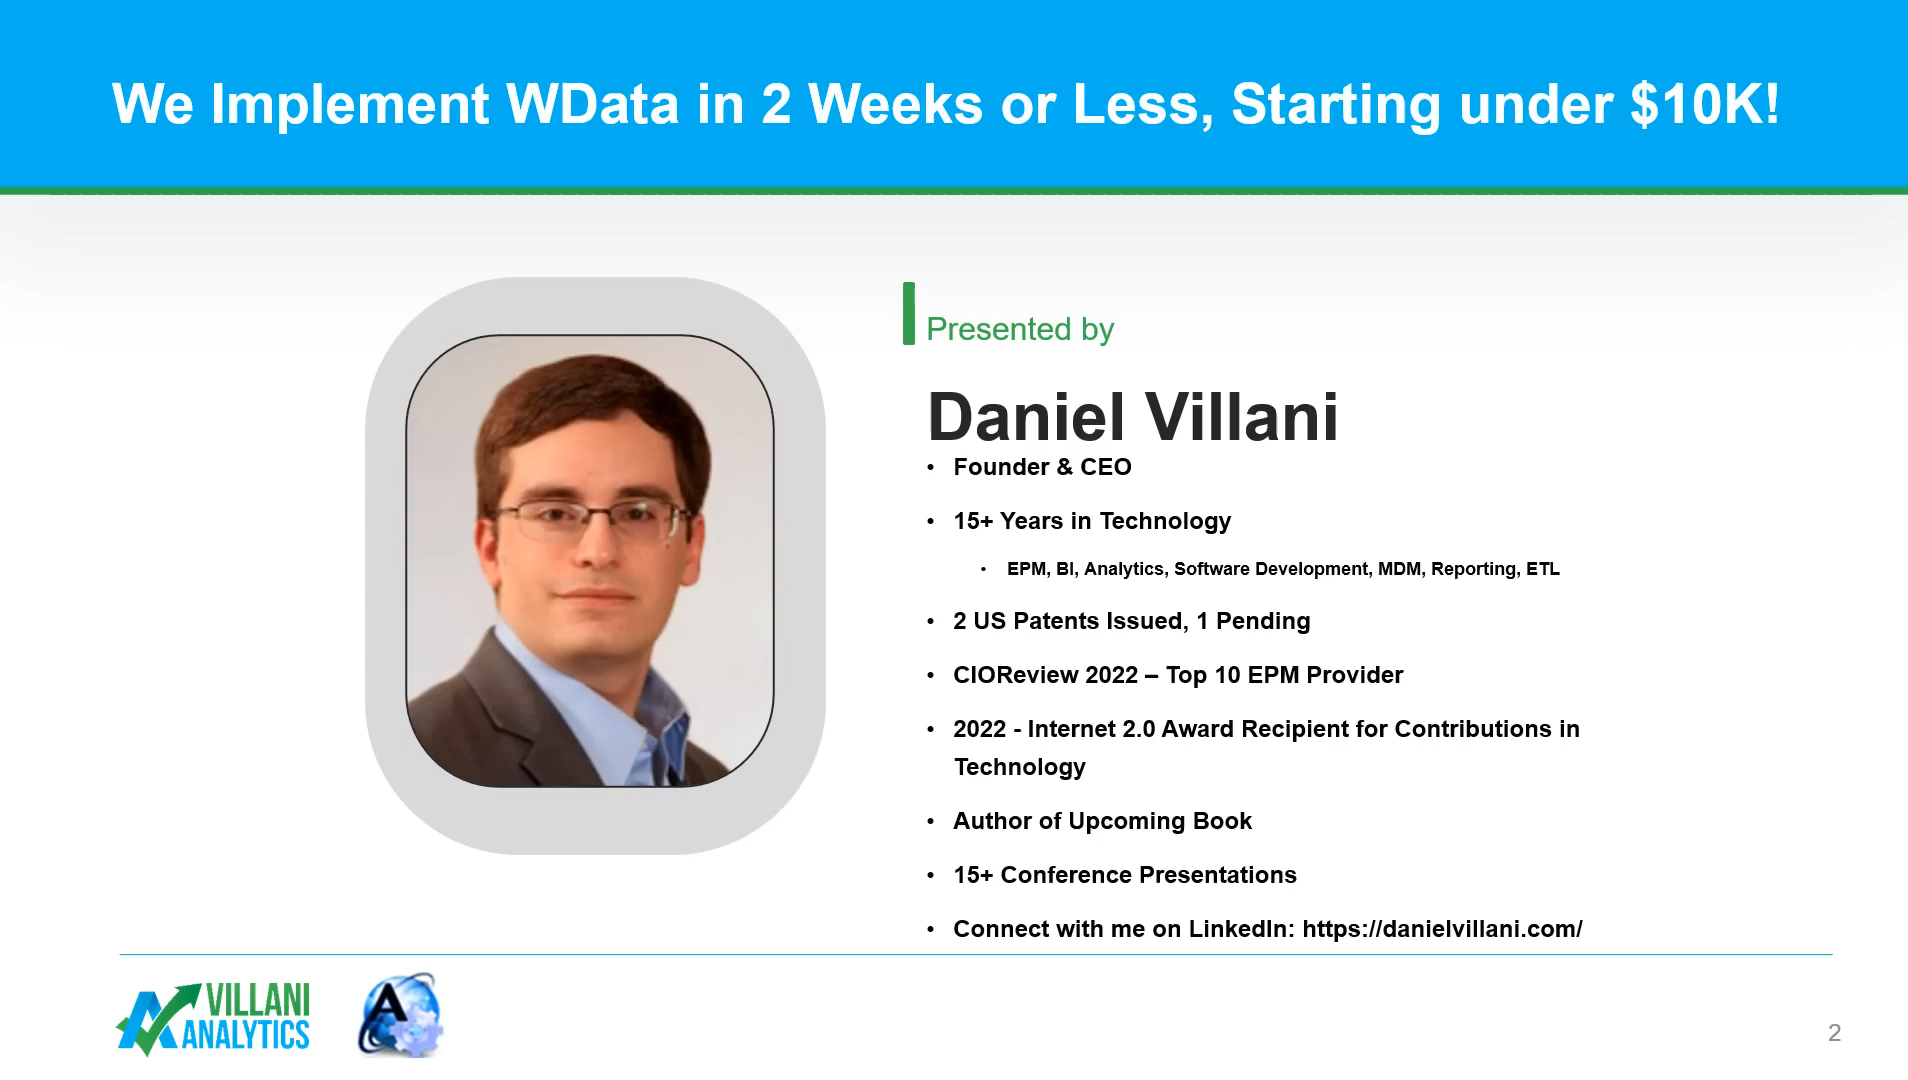 We Implement WData in 2 Weeks or Less, Starting under $10K!
Presented by
Daniel Villani
• Founder & CEO
• 15+ Years in Technology
• EPM, BI, Analytics, Software Development, MDM, Reporting, ETL
• 2 US Patents Issued, 1 Pending
• CIOReview 2022 – Top 10 EPM Provider
• 2022 - Internet 2.0 Award Recipient for Contributions in
Technology
• Author of Upcoming Book
• 15+ Conference Presentations
• Connect with me on LinkedIn: https://danielvillani.com/
VILLANI
ANALYTICS
A
2